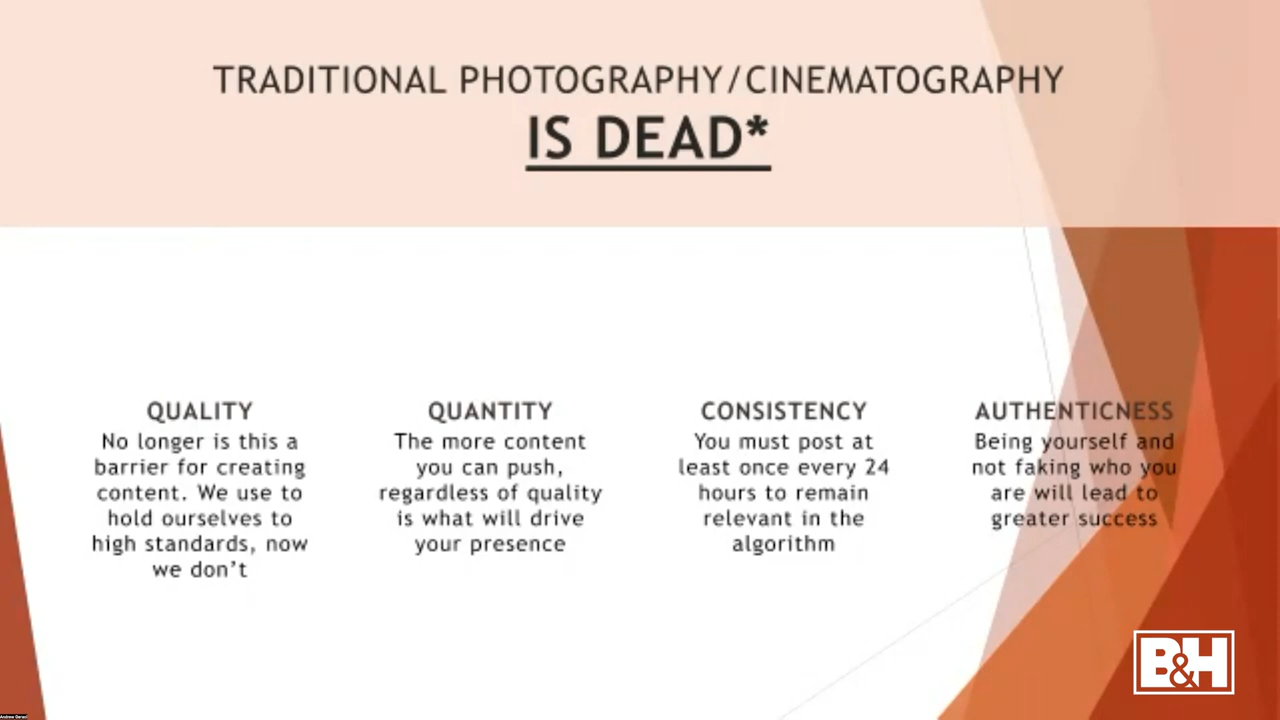 TRADITIONAL PHOTOGRAPHY/CINEMATOGRAPHY
IS DEAD*
QUALITY
No longer is this a
barrier for creating
content. We use to
hold ourselves to
high standards, now
we don't
QUANTITY
The more content
you can push,
regardless of quality
is what will drive
your presence
CONSISTENCY
You must post at
least once every 24
hours to remain
relevant in the
algorithm
AUTHENTICNESS
Being yourself and
not faking who you
are will lead to
greater success
B&H